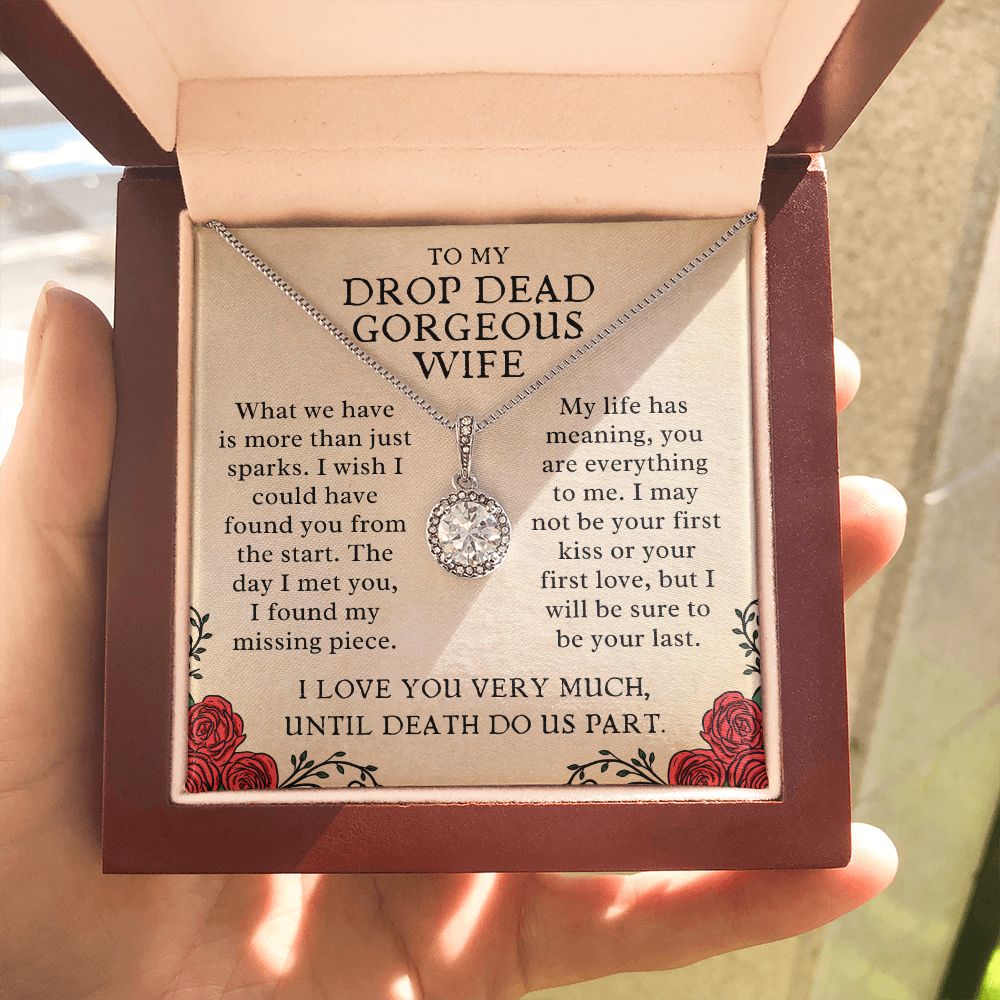 TO MY
DROP DEAD
GORGEOUS
WIFE
What we have
is more than just
sparks. I wish I
could have
found you from
the start. The
day I met you,
I found my
missing piece.
My life has
meaning, you
are everything
to me. I may
not be your first
kiss or your
first love, but I
will be sure to
be your last.
I LOVE YOU VERY MUCH,
UNTIL DEATH DO US PART.